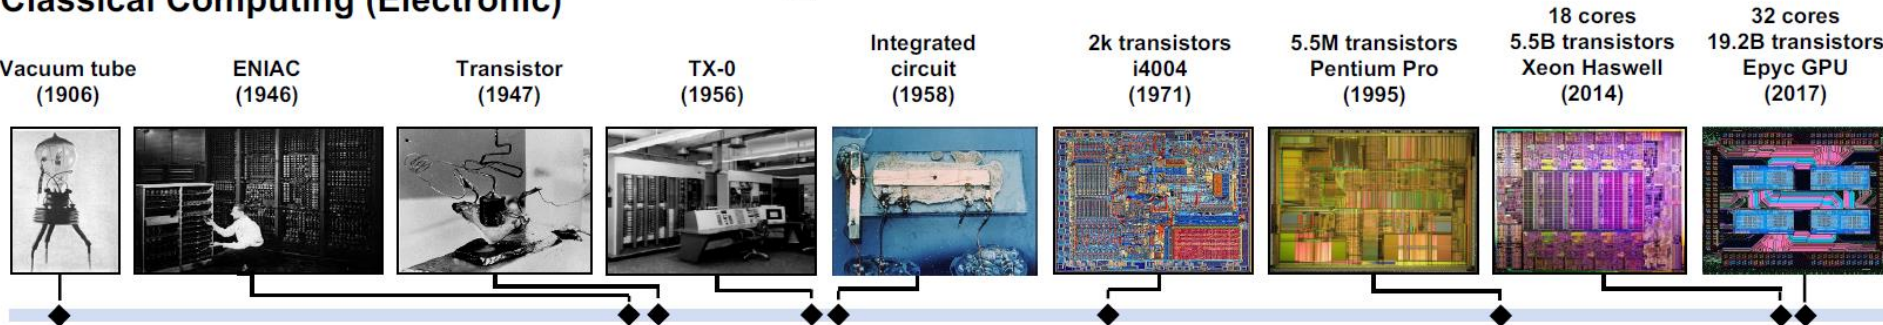 Classical Computing (Electronic)
Vacuum tube
(1906)
ENIAC
(1946)
Transistor
(1947)
TX-0
(1956)
Integrated
circuit
(1958)
2k transistors
i4004
(1971)
5.5M transistors
Pentium Pro
(1995)
18 cores
5.5B transistors
Xeon Haswell
(2014)
32 cores
19.2B transistors
Epyc GPU
(2017)